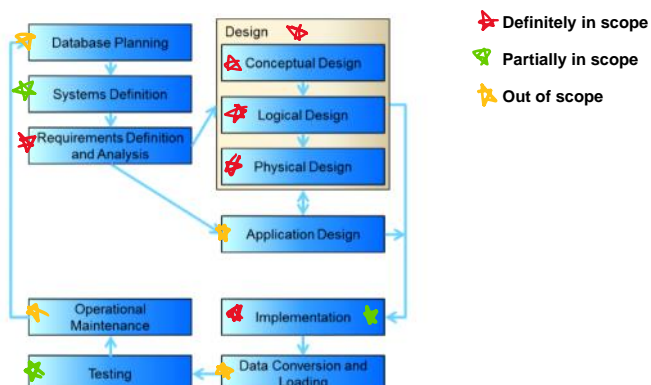 Database Planning
Systems Definition
Requirements Definition
and Analysis
Design
Conceptual Design
Logical Design
Physical Design
Application Design
Operational
Maintenance
Implementation
Testing
Data Conversion and
Loading
Definitely in scope
Partially in scope
Out of scope